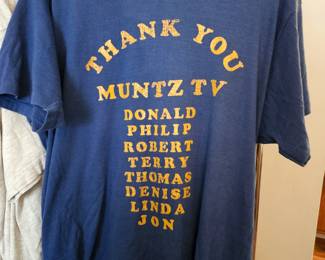 THANK YOU
MUNTZ TV
DONALD
PHILIP
ROBERT
TERRY
THOMAS
DENISE
LINDA
JON